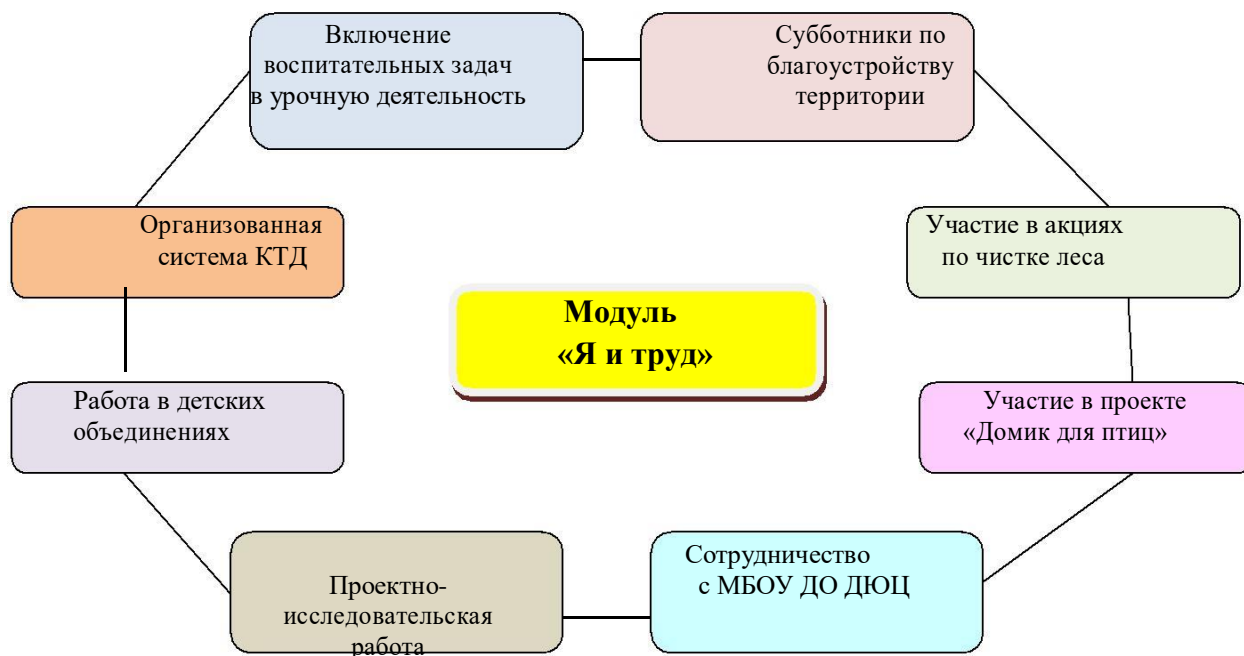 Включение
воспитательных задач
в урочную деятельность
Субботники по
благоустройству
территории
Организованная
система КТД
Участие в акциях
по чистке леса
Модуль
«Я и труд»
Работа в детских
объединениях
Участие в проекте
«Домик для птиц»
Проектно-
исследовательская
работа
Сотрудничество
с МБОУ ДО ДЮЦ